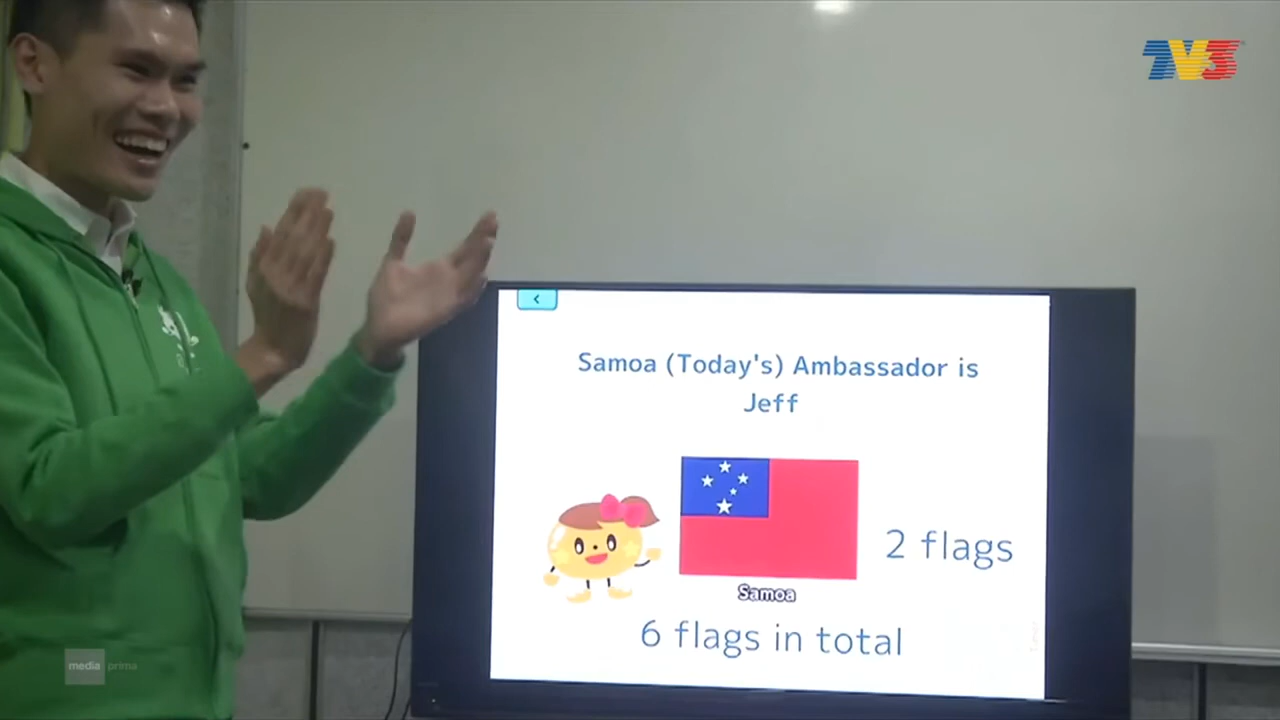 TV3
<
Samoa (Today's) Ambassador is
Jeff
2 flags
Samoa
6 flags in total
media prima